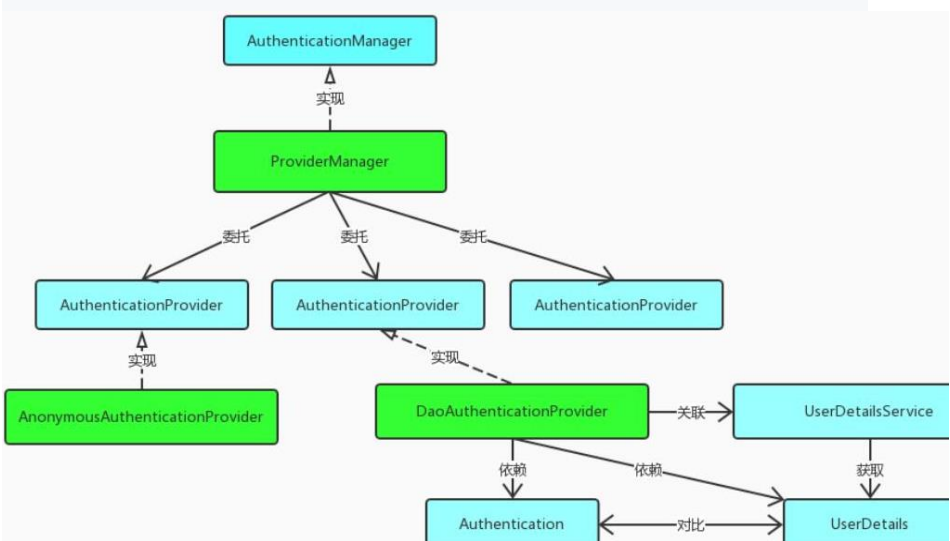 AuthenticationManager
实现
ProviderManager
委托
委托
委托
AuthenticationProvider
AuthenticationProvider
AuthenticationProvider
实现
实现
AnonymousAuthenticationProvider
DaoAuthenticationProvider
关联
UserDetailsService
依赖
依赖
获取
Authentication
对比
UserDetails